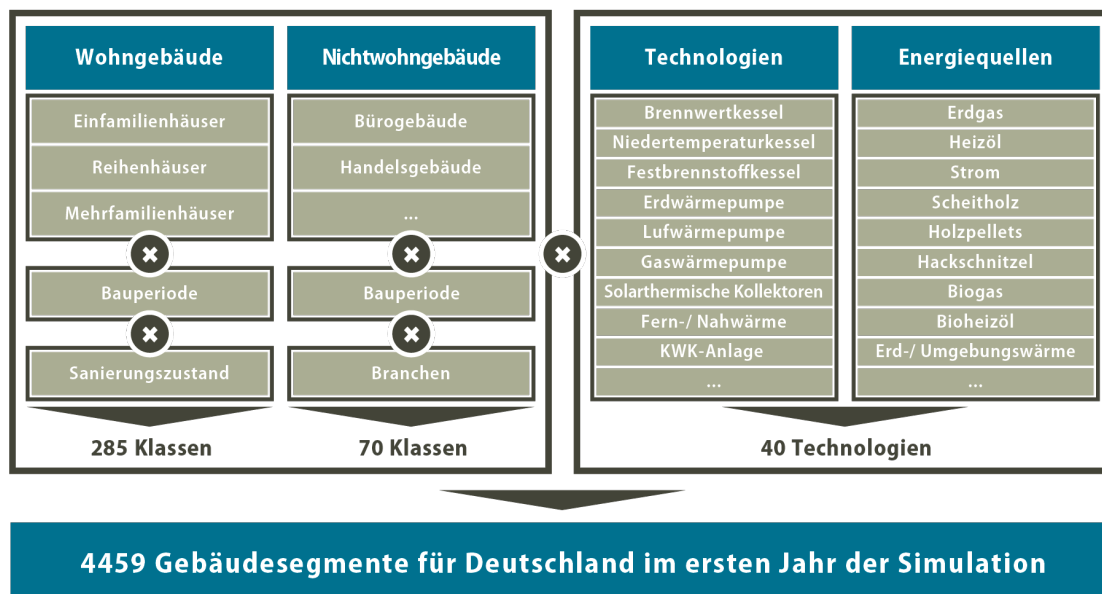 Wohngebäude
Einfamilienhäuser
Reihenhäuser
Mehrfamilienhäuser
Bauperiode
Sanierungszustand
285 Klassen
Nichtwohngebäude
Bürogebäude
Handelsgebäude
...
Bauperiode
Branchen
70 Klassen
Technologien
Brennwertkessel
Niedertemperaturkessel
Festbrennstoffkessel
Erdwärmepumpe
Lufwärmepumpe
Gaswärmepumpe
Solarthermische Kollektoren
Fern-/ Nahwärme
KWK-Anlage
...
Energiequellen
Erdgas
Heizöl
Strom
Scheitholz
Holzpellets
Hackschnitzel
Biogas
Bioheizöl
Erd-/ Umgebungswärme
...
40 Technologien
4459 Gebäudesegmente für Deutschland im ersten Jahr der Simulation